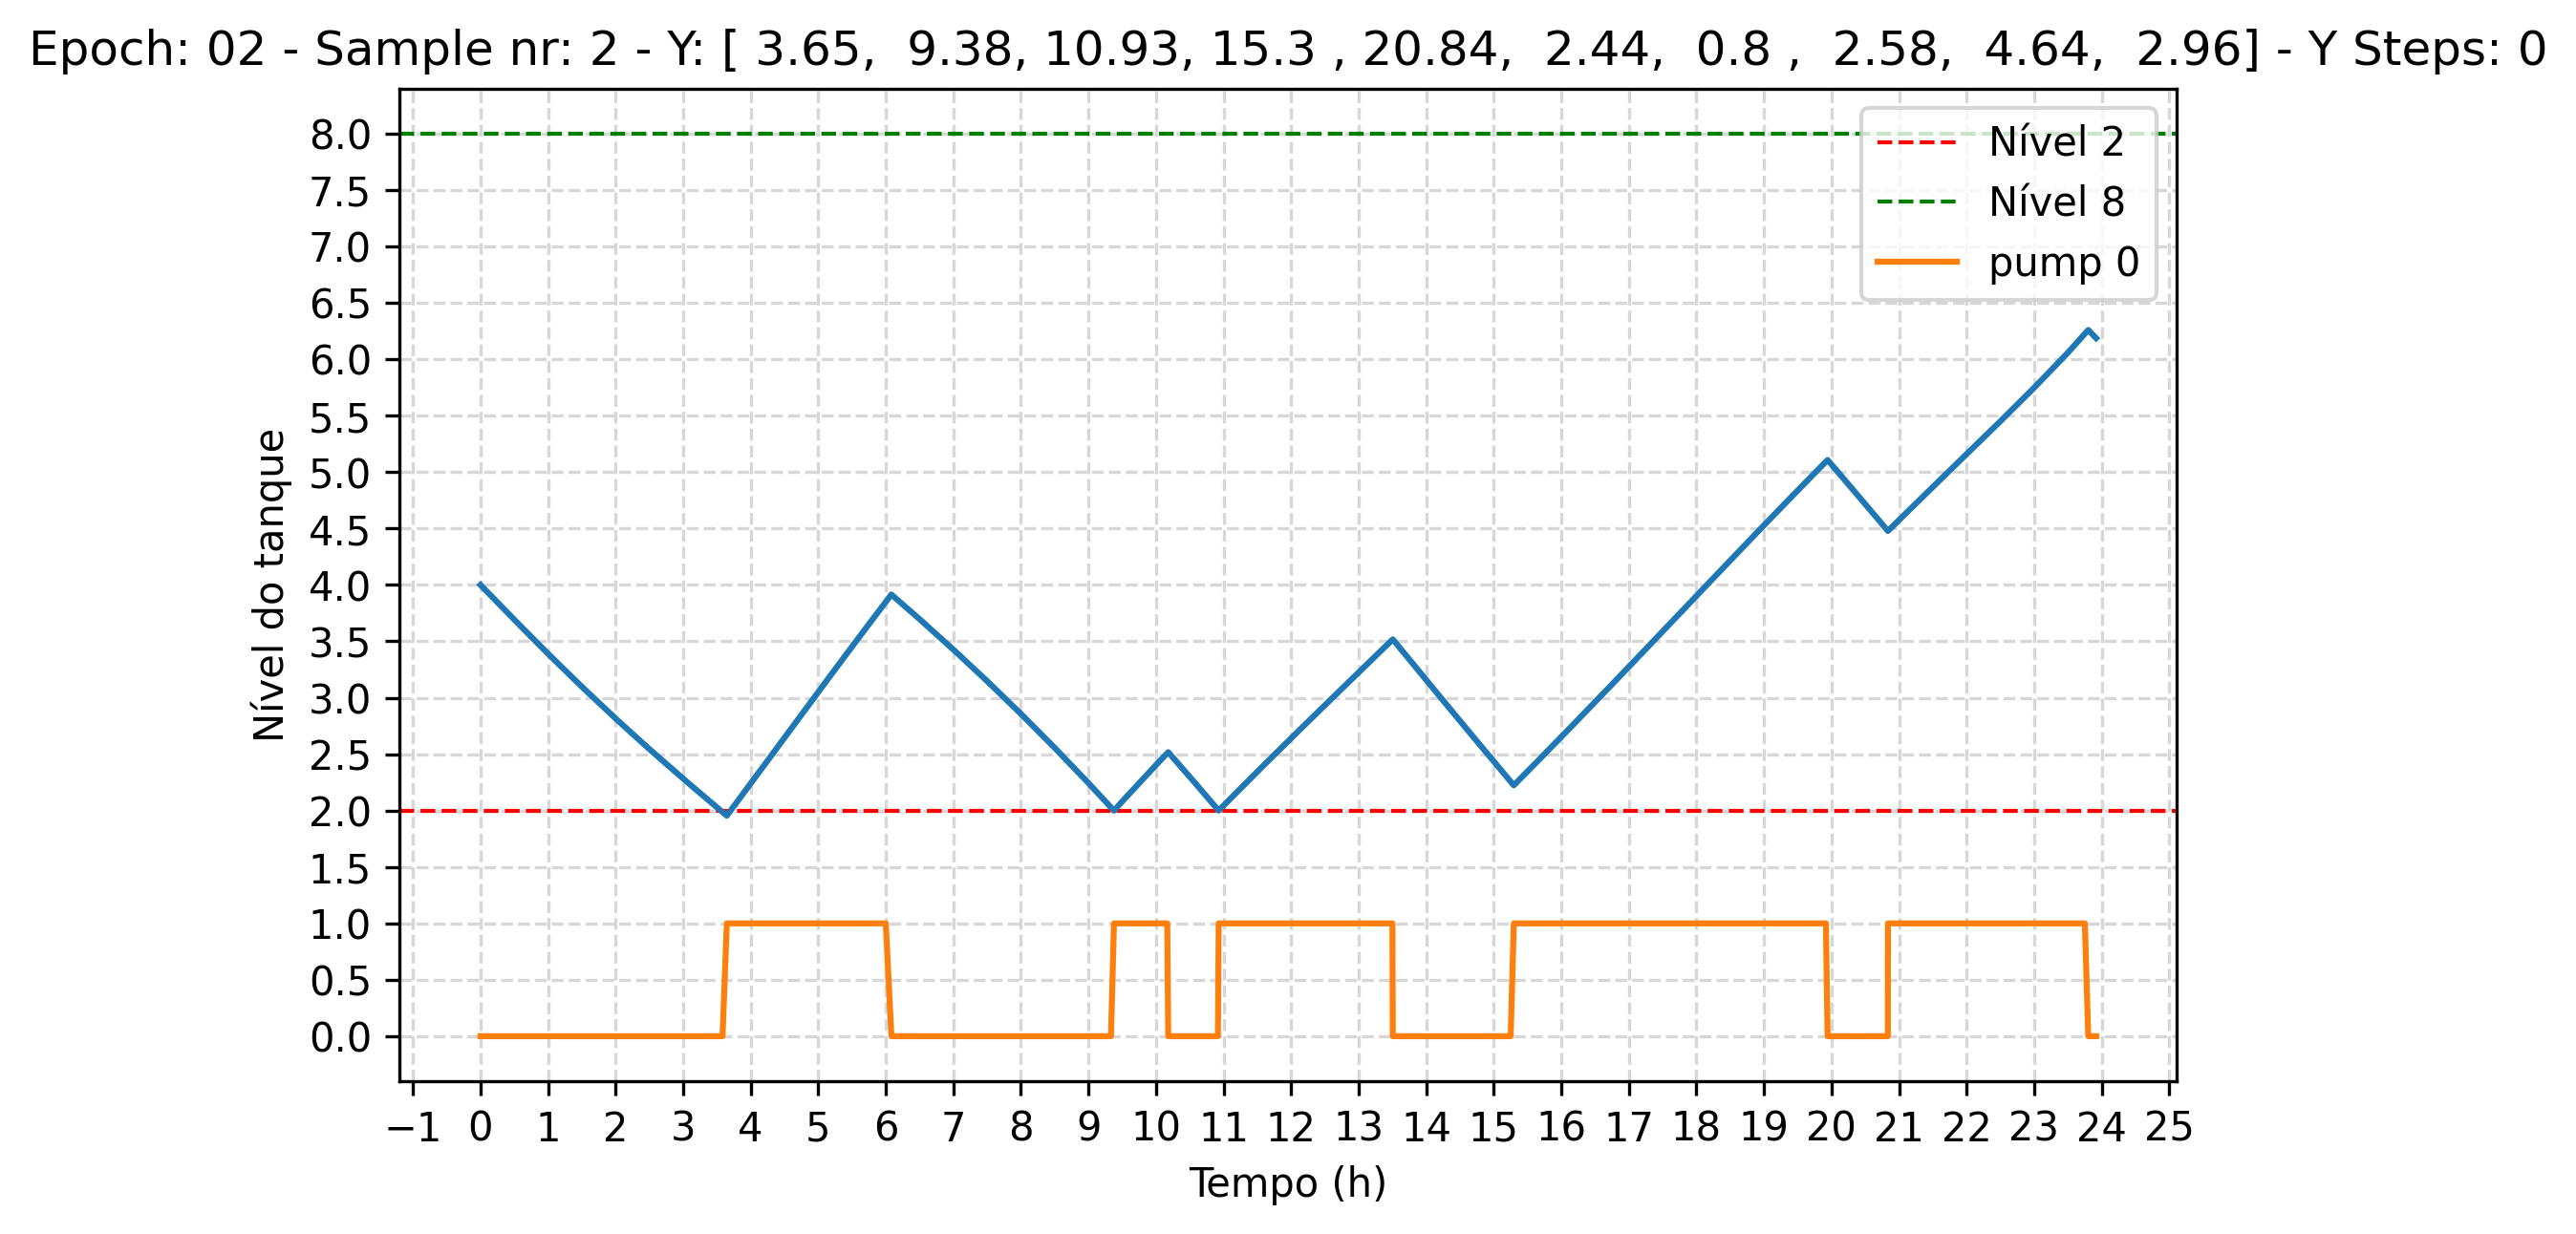 Epoch: 02 - Sample nr: 2 - Y: [ 3.65,  9.38, 10.93, 15.3 , 20.84,  2.44,  0.8 ,  2.58,  4.64,  2.96] - Y Steps: 0
Nível 2
Nível 8
pump 0
Nível do tanque
8.0
7.5
7.0
6.5
6.0
5.5
5.0
4.5
4.0
3.5
3.0
2.5
2.0
1.5
1.0
0.5
0.0
−1 0 1 2 3 4 5 6 7 8 9 10 11 12 13 14 15 16 17 18 19 20 21 22 23 24 25
Tempo (h)